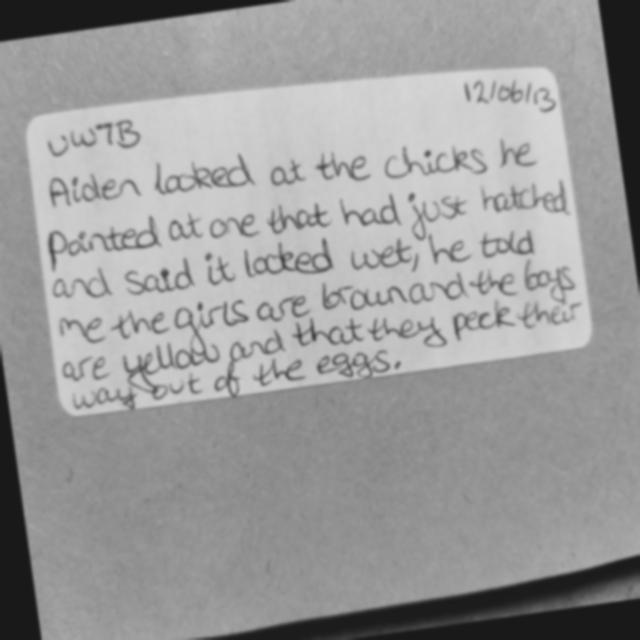 UWTB 12/06/13
Aiden looked at the chicks he
pointed at one that had just hatched
and said it looked wet, he told
me the girls are brown and the boys
are yellow and that they peek their
way out of the eggs.